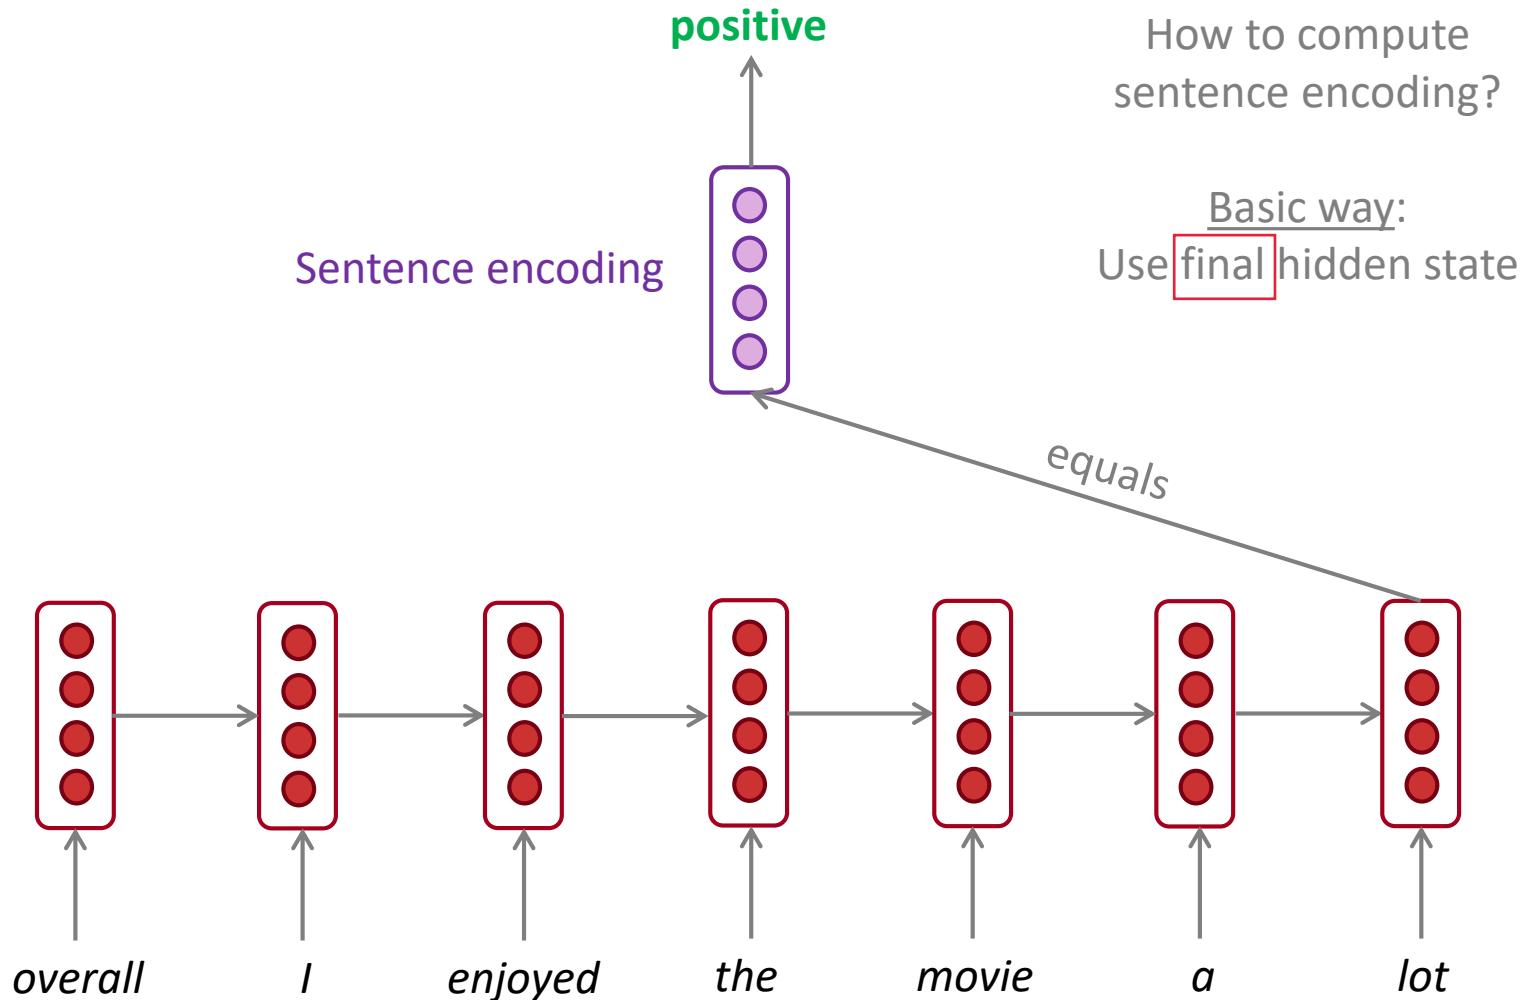 positive
How to compute
sentence encoding?
Basic way:
Use final hidden state
Sentence encoding
equals
overall I enjoyed the movie a lot